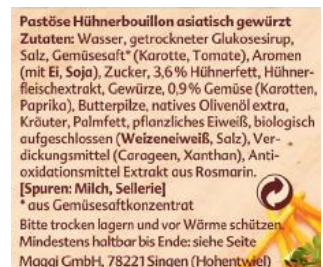 Pastöse Hühnerbouillon asiatisch gewürzt
Zutaten: Wasser, getrockneter Glukosesirup,
Salz, Gemüsesaft* (Karotte, Tomate), Aromen
(mit Ei, Soja), Zucker, 3,6% Hühnerfett, Hühner-
fleischextrakt, Gewürze, 0,9% Gemüse (Karotten,
Paprika), Butterpilze, natives Olivenöl extra,
Kräuter, Palmfett, pflanzliches Eiweiß, biologisch
aufgeschlossen (Weizeneiweiß, Salz), Ver-
dickungsmittel (Carageen, Xanthan), Anti-
oxidationsmittel Extrakt aus Rosmarin.
[Spuren: Milch, Sellerie]
* aus Gemüsesaftkonzentrat
Bitte trocken lagern und vor Wärme schützen.
Mindestens haltbar bis Ende: siehe Seite
Maggi GmbH, 78221 Singen (Hohentwiel)